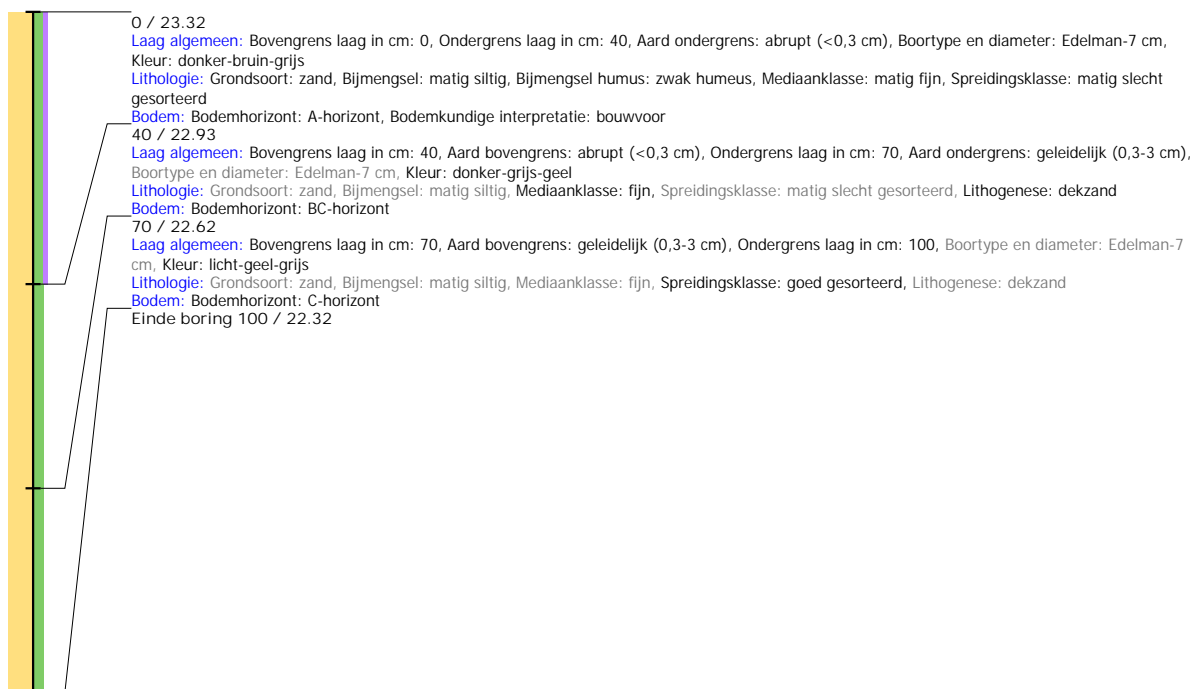 0 / 23.32
Laag algemeen: Bovengrens laag in cm: 0, Ondergrens laag in cm: 40, Aard ondergrens: abrupt (<0,3 cm), Boortype en diameter: Edelman-7 cm,
Kleur: donker-bruin-grijs
Lithologie: Grondsoort: zand, Bijmengsel: matig siltig, Bijmengsel humus: zwak humeus, Mediaanklasse: matig fijn, Spreidingsklasse: matig slecht
gesorteerd
Bodem: Bodemhorizont: A-horizont, Bodemkundige interpretatie: bouwvoor
40 / 22.93
Laag algemeen: Bovengrens laag in cm: 40, Aard bovengrens: abrupt (<0,3 cm), Ondergrens laag in cm: 70, Aard ondergrens: geleidelijk (0,3-3 cm),
Boortype en diameter: Edelman-7 cm, Kleur: donker-grijs-geel
Lithologie: Grondsoort: zand, Bijmengsel: matig siltig, Mediaanklasse: fijn, Spreidingsklasse: matig slecht gesorteerd, Lithogenese: dekzand
Bodem: Bodemhorizont: BC-horizont
70 / 22.62
Laag algemeen: Bovengrens laag in cm: 70, Aard bovengrens: geleidelijk (0,3-3 cm), Ondergrens laag in cm: 100, Boortype en diameter: Edelman-7
cm, Kleur: licht-geel-grijs
Lithologie: Grondsoort: zand, Bijmengsel: matig siltig, Mediaanklasse: fijn, Spreidingsklasse: goed gesorteerd, Lithogenese: dekzand
Bodem: Bodemhorizont: C-horizont
Einde boring 100 / 22.32